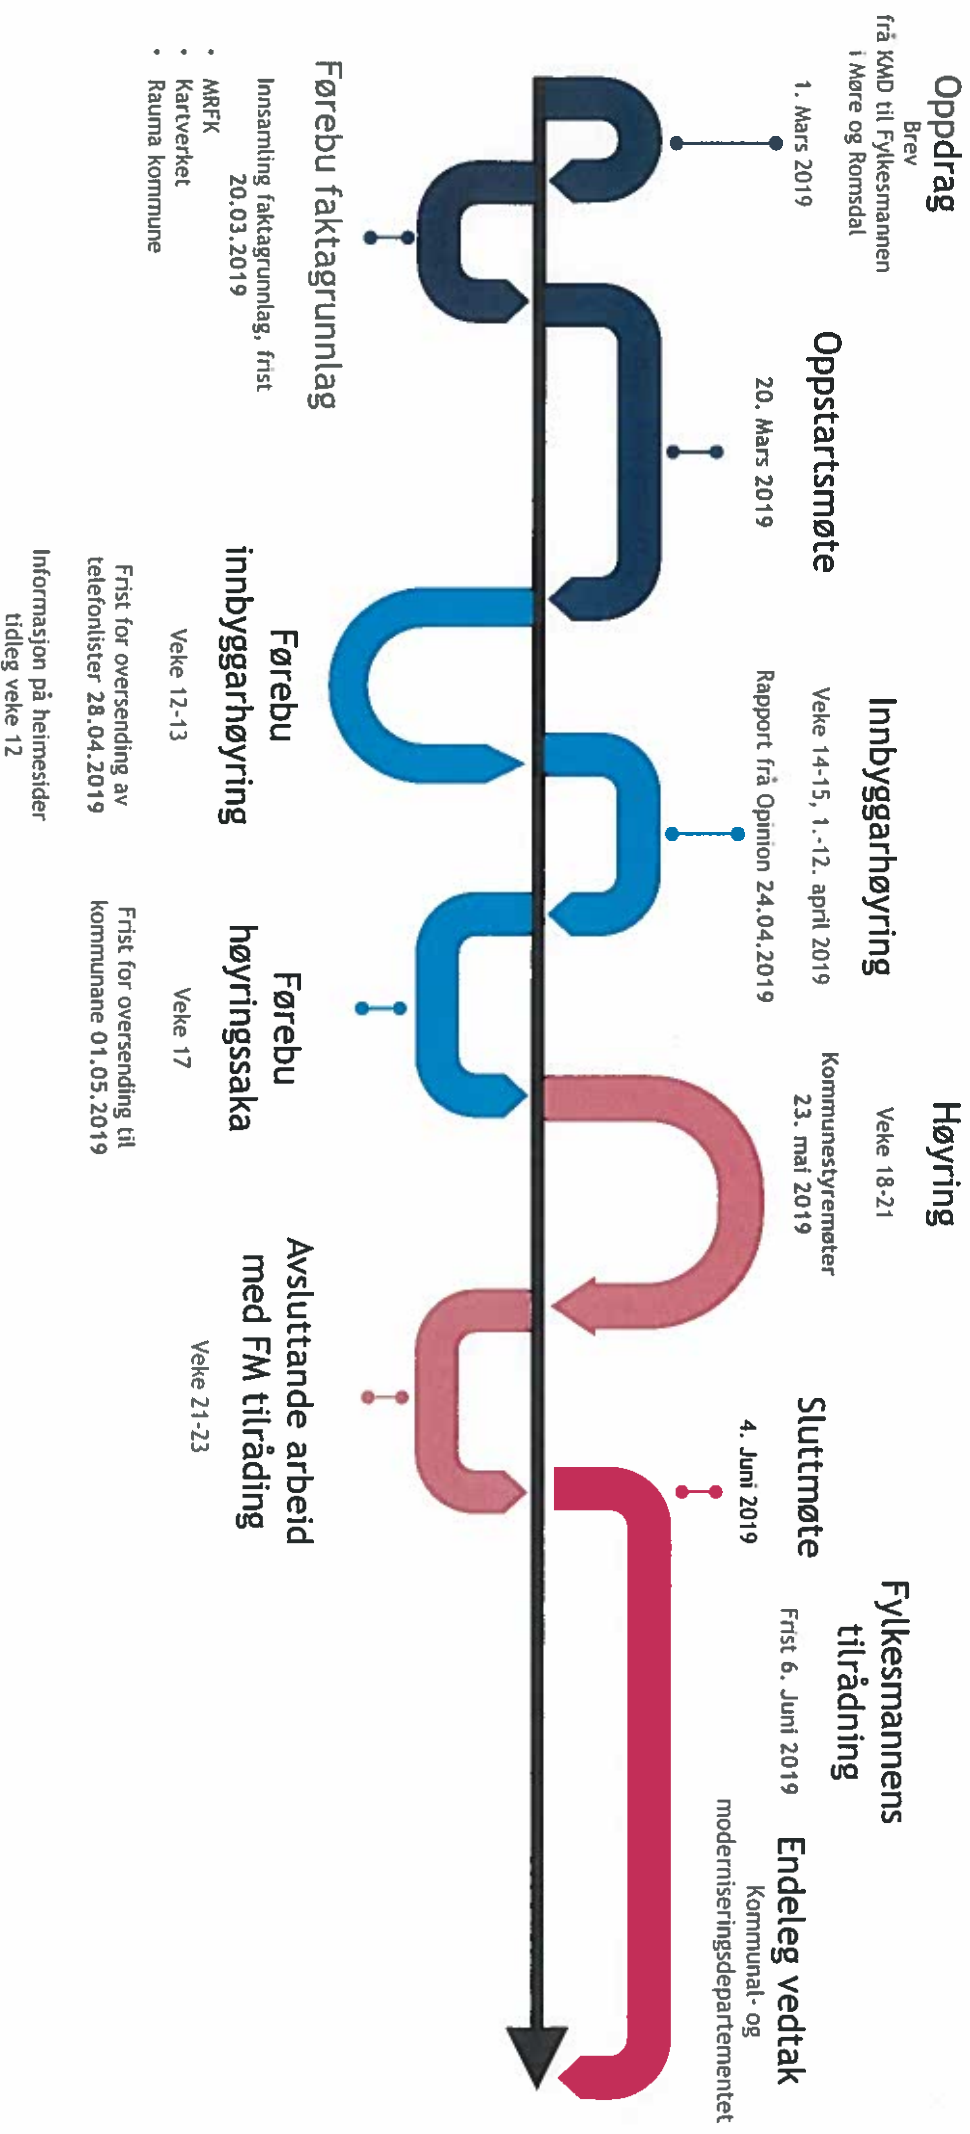 Oppdrag
Brev
frå KMD til Fylkesmannen
i Møre og Romsdal
1. Mars 2019
Oppstartsmøte
20. Mars 2019
Innbyggarhøyring
Veke 14-15, 1.-12. april 2019
Rapport frå Opinion 24.04.2019
Høyring
Veke 18-21
Kommunestyremøter
23. mai 2019
Sluttmøte
4. Juni 2019
Fylkesmannens
tilrådning
Frist 6. Juni 2019
Endeleg vedtak
Kommunal- og
moderniseringsdepartementet
Førebu faktagrunnlag
Innsamling faktagrunnlag, frist
20.03.2019
• MRFK
• Kartverket
• Rauma kommune
Førebu
innbyggarhøyring
Veke 12-13
Frist for oversending av
telefonlister 28.04.2019
Informasjon på heimesider
tidleg veke 12
Førebu
høyringssaka
Veke 17
Frist for oversending til
kommunane 01.05.2019
Avsluttande arbeid
med FM tilråding
Veke 21-23